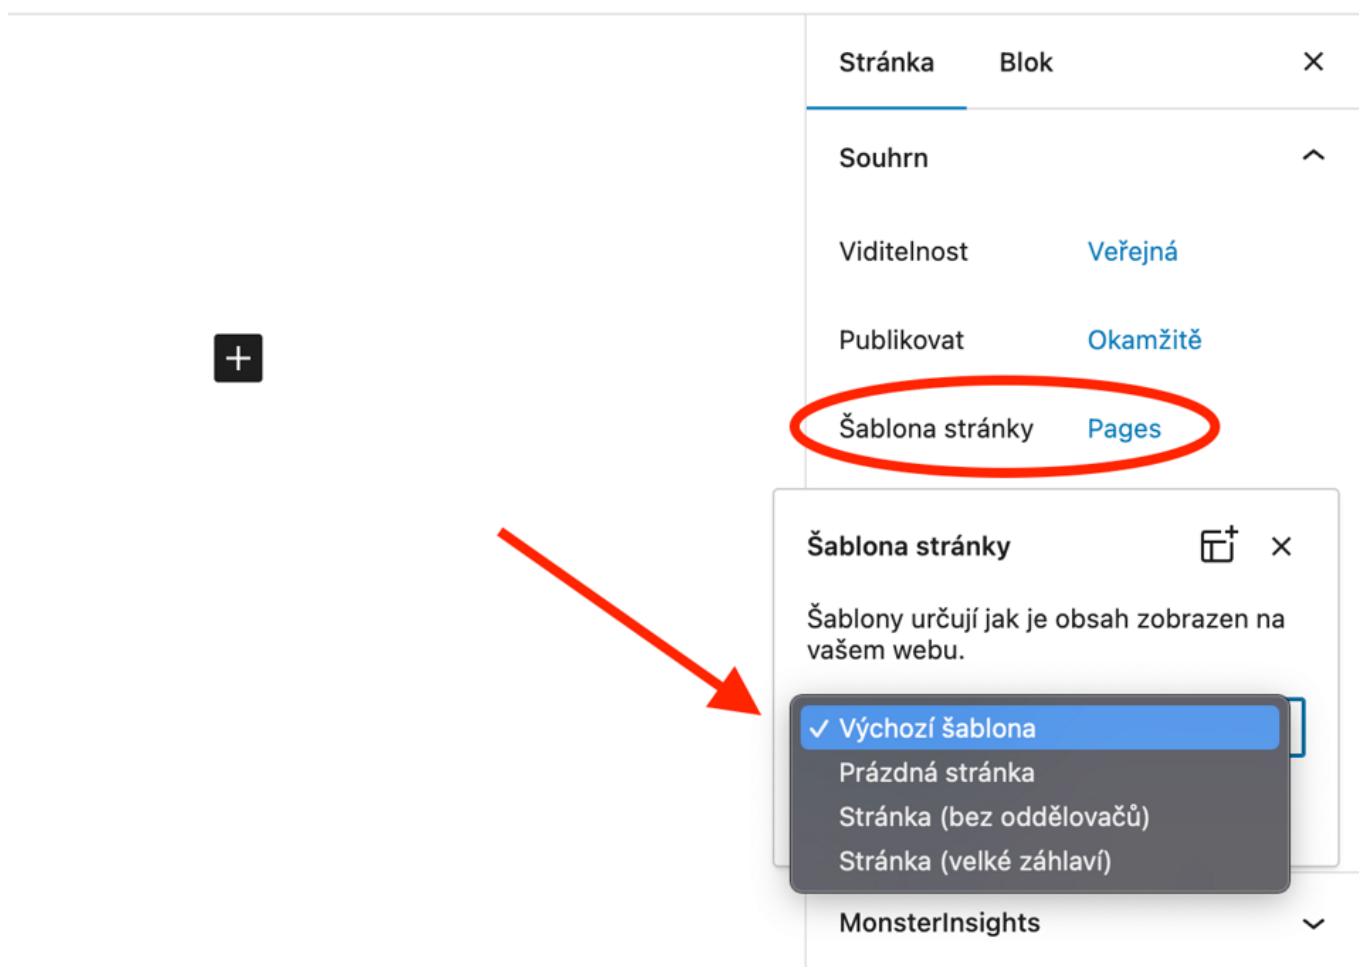 Stránka Blok
Souhrn
Viditelnost Veřejná
Publikovat Okamžitě
Šablona stránky Pages
Šablona stránky
Šablony určují jak je obsah zobrazen na
vašem webu.
✓ Výchozí šablona
Prázdná stránka
Stránka (bez oddělovačů)
Stránka (velké záhlaví)
MonsterInsights